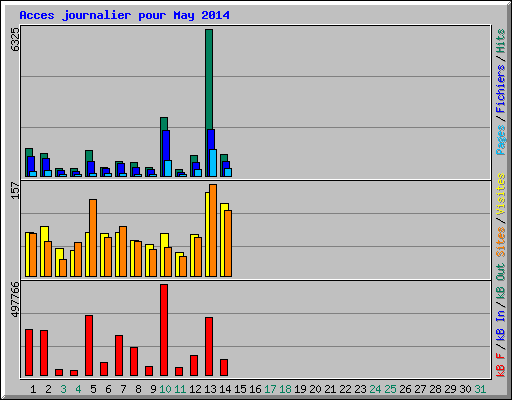 Acces journalier pour May 2014
6325
157
497766
Pages / Fichiers / Hits
Sites / Visites
kB F / kB In / kB Out
1 2 3 4 5 6 7 8 9 10 11 12 13 14 15 16 17 18 19 20 21 22 23 24 25 26 27 28 29 30 31